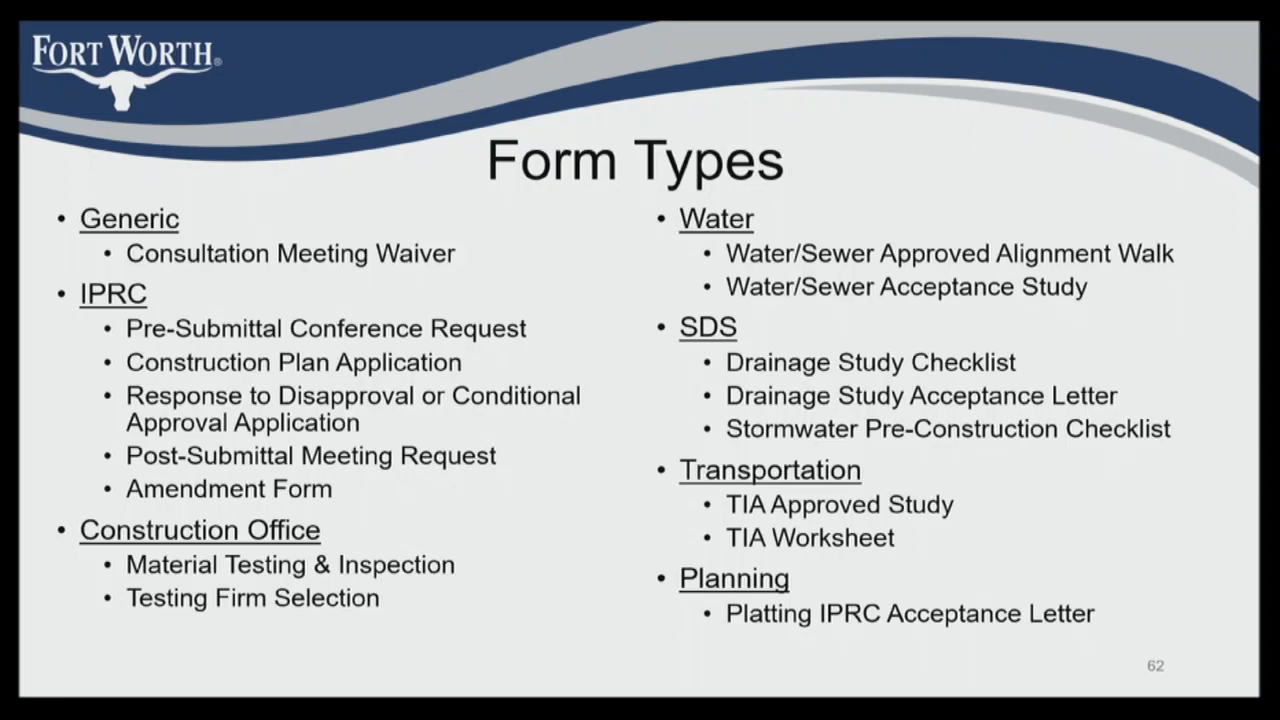 FORT WORTH®
Form Types
• Generic
• Consultation Meeting Waiver
• IPRC
• Pre-Submittal Conference Request
• Construction Plan Application
• Response to Disapproval or Conditional
Approval Application
• Post-Submittal Meeting Request
• Amendment Form
• Construction Office
• Material Testing & Inspection
• Testing Firm Selection
• Water
• Water/Sewer Approved Alignment Walk
• Water/Sewer Acceptance Study
• SDS
• Drainage Study Checklist
• Drainage Study Acceptance Letter
• Stormwater Pre-Construction Checklist
• Transportation
• TIA Approved Study
• TIA Worksheet
• Planning
• Platting IPRC Acceptance Letter
62